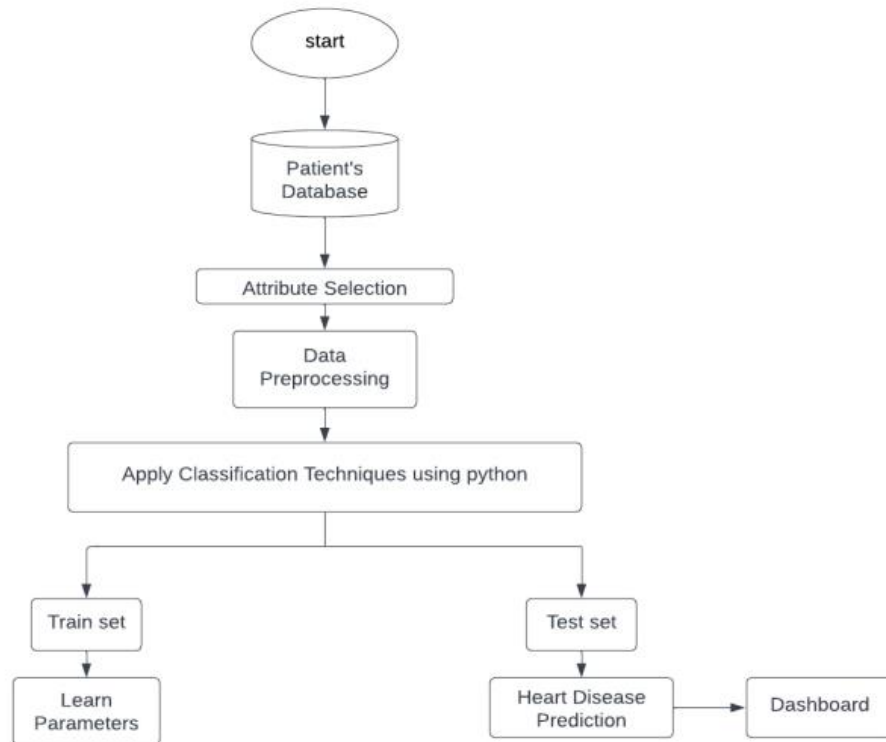 start
Patient's
Database
Attribute Selection
Data
Preprocessing
Apply Classification Techniques using python
Train set
Test set
Learn
Parameters
Heart Disease
Prediction
Dashboard